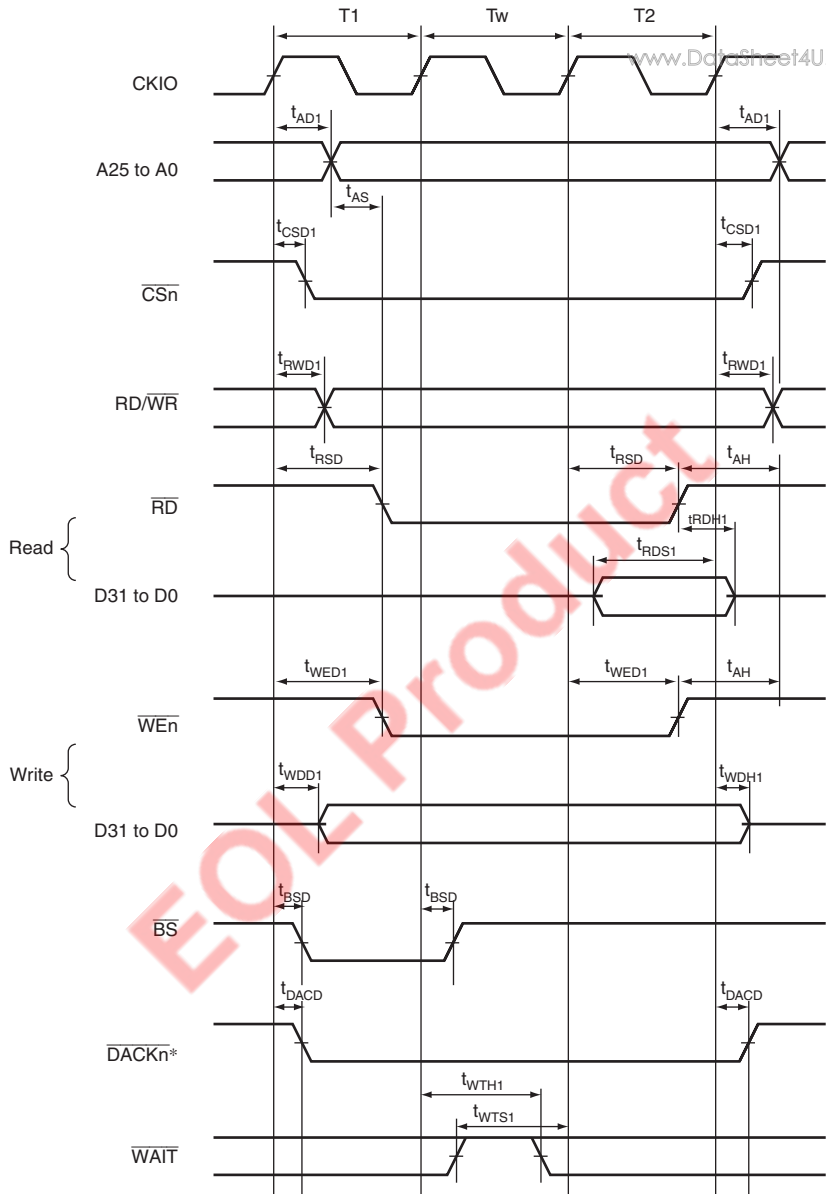 T1 Tw T2
www.DataSheet4U
CKIO
tAD1 tAD1
A25 to A0
tAS
tCSD1 tCSD1
CSn
tRWD1 tRWD1
RD/WR
tRSD tRSD tAH
RD
tRDH1
Read
tRDS1
D31 to D0
tWED1 tWED1 tAH
WEn
Write
tWDD1 tWDH1
D31 to D0
tBSD tBSD
BS
tDACD tDACD
DACKn*
tWTH1
tWTS1
WAIT
EOL Product